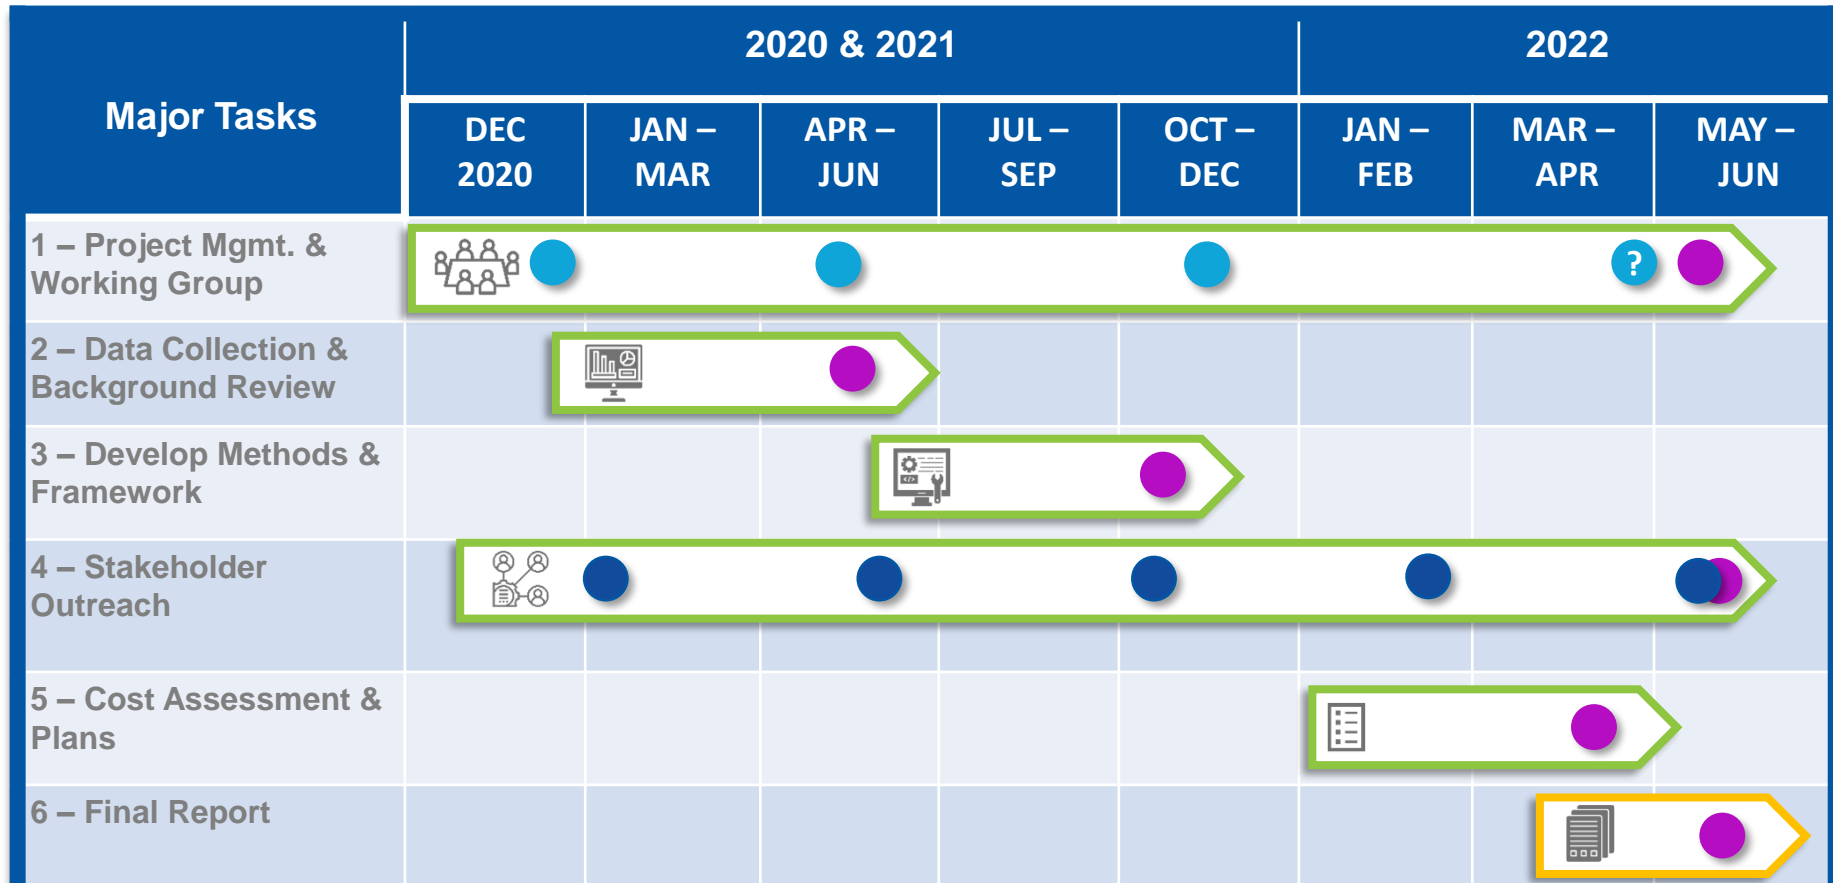 Major Tasks
2020 & 2021
2022
DEC
2020
JAN –
MAR
APR –
JUN
JUL –
SEP
OCT –
DEC
JAN –
FEB
MAR –
APR
MAY –
JUN
1 – Project Mgmt. &
Working Group
?
2 – Data Collection &
Background Review
3 – Develop Methods &
Framework
4 – Stakeholder
Outreach
5 – Cost Assessment &
Plans
6 – Final Report